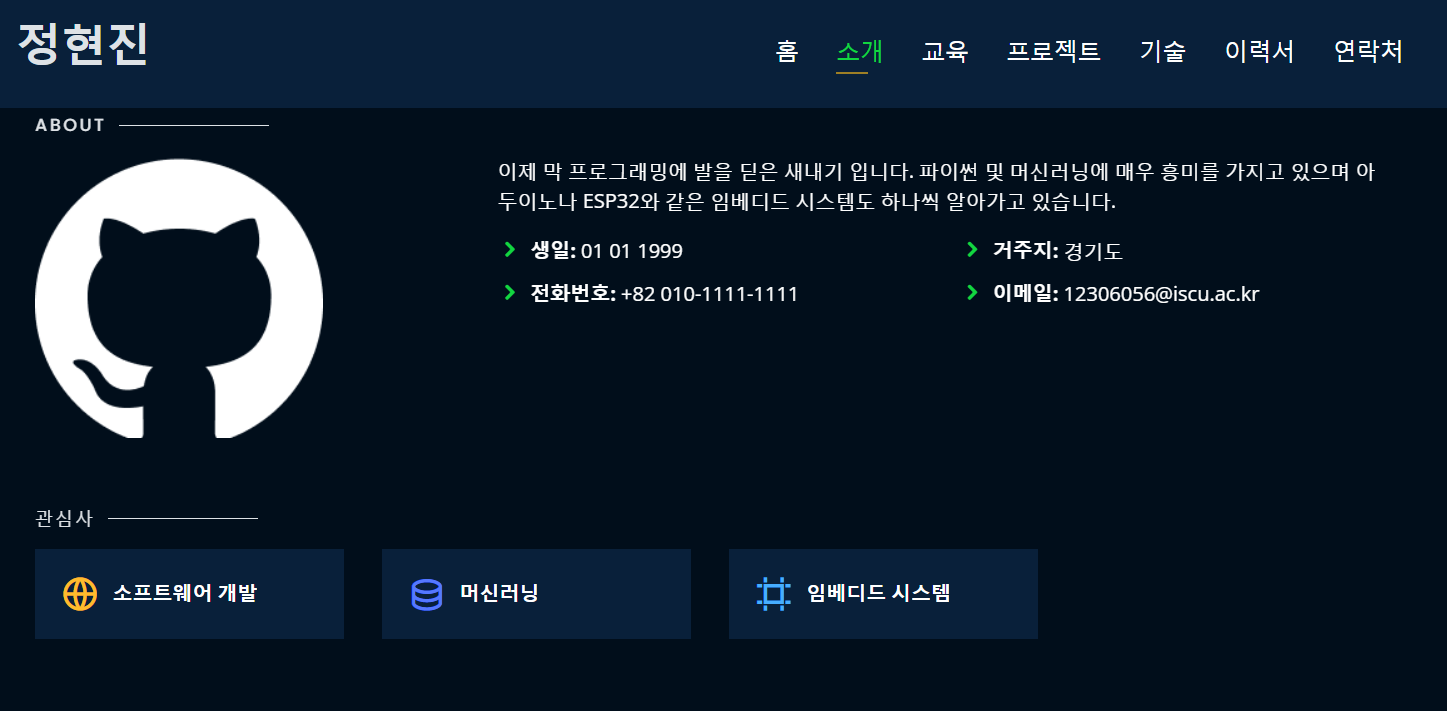 정현진
홈 소개 교육 프로젝트 기술 이력서 연락처
ABOUT
이제 막 프로그래밍에 발을 딛은 새내기 입니다. 파이썬 및 머신러닝에 매우 흥미를 가지고 있으며 아
두이노나 ESP32와 같은 임베디드 시스템도 하나씩 알아가고 있습니다.
생일: 01 01 1999 거주지: 경기도
전화번호: +82 010-1111-1111 이메일: 12306056@iscu.ac.kr
관심사
소프트웨어 개발 머신러닝 임베디드 시스템